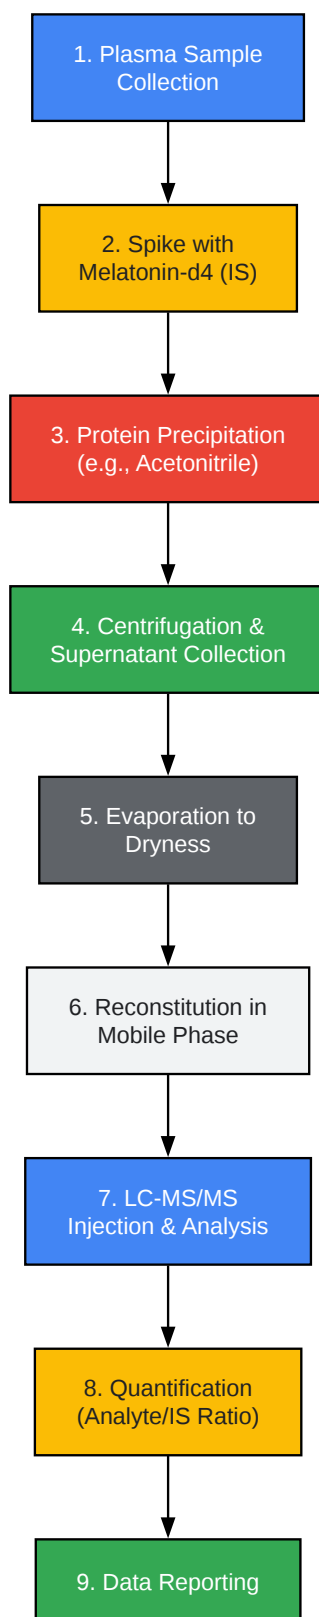 1. Plasma Sample
Collection
2. Spike with
Melatonin-d4 (IS)
3. Protein Precipitation
(e.g., Acetonitrile)
4. Centrifugation &
Supernatant Collection
5. Evaporation to
Dryness
6. Reconstitution in
Mobile Phase
7. LC-MS/MS
Injection & Analysis
8. Quantification
(Analyte/IS Ratio)
9. Data Reporting